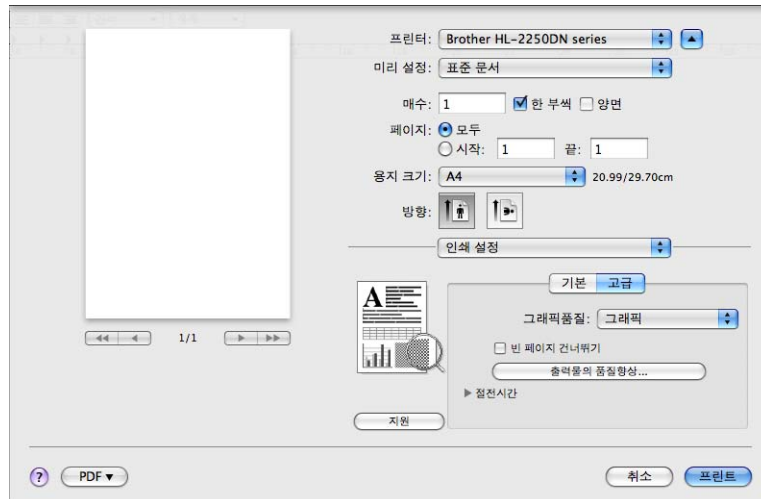 프린터: Brother HL-2250DN series
미리 설정: 표준 문서
매수: 1 한 부씩 양면
페이지: 모두
시작: 1 끝: 1
용지 크기: A4 20.99/29.70cm
방향:
인쇄 설정
기본 고급
A
그래픽품질: 그래픽
빈 페이지 건너뛰기
출력물의 품질향상...
절전시간
1/1
지원
? PDF 취소 프린트